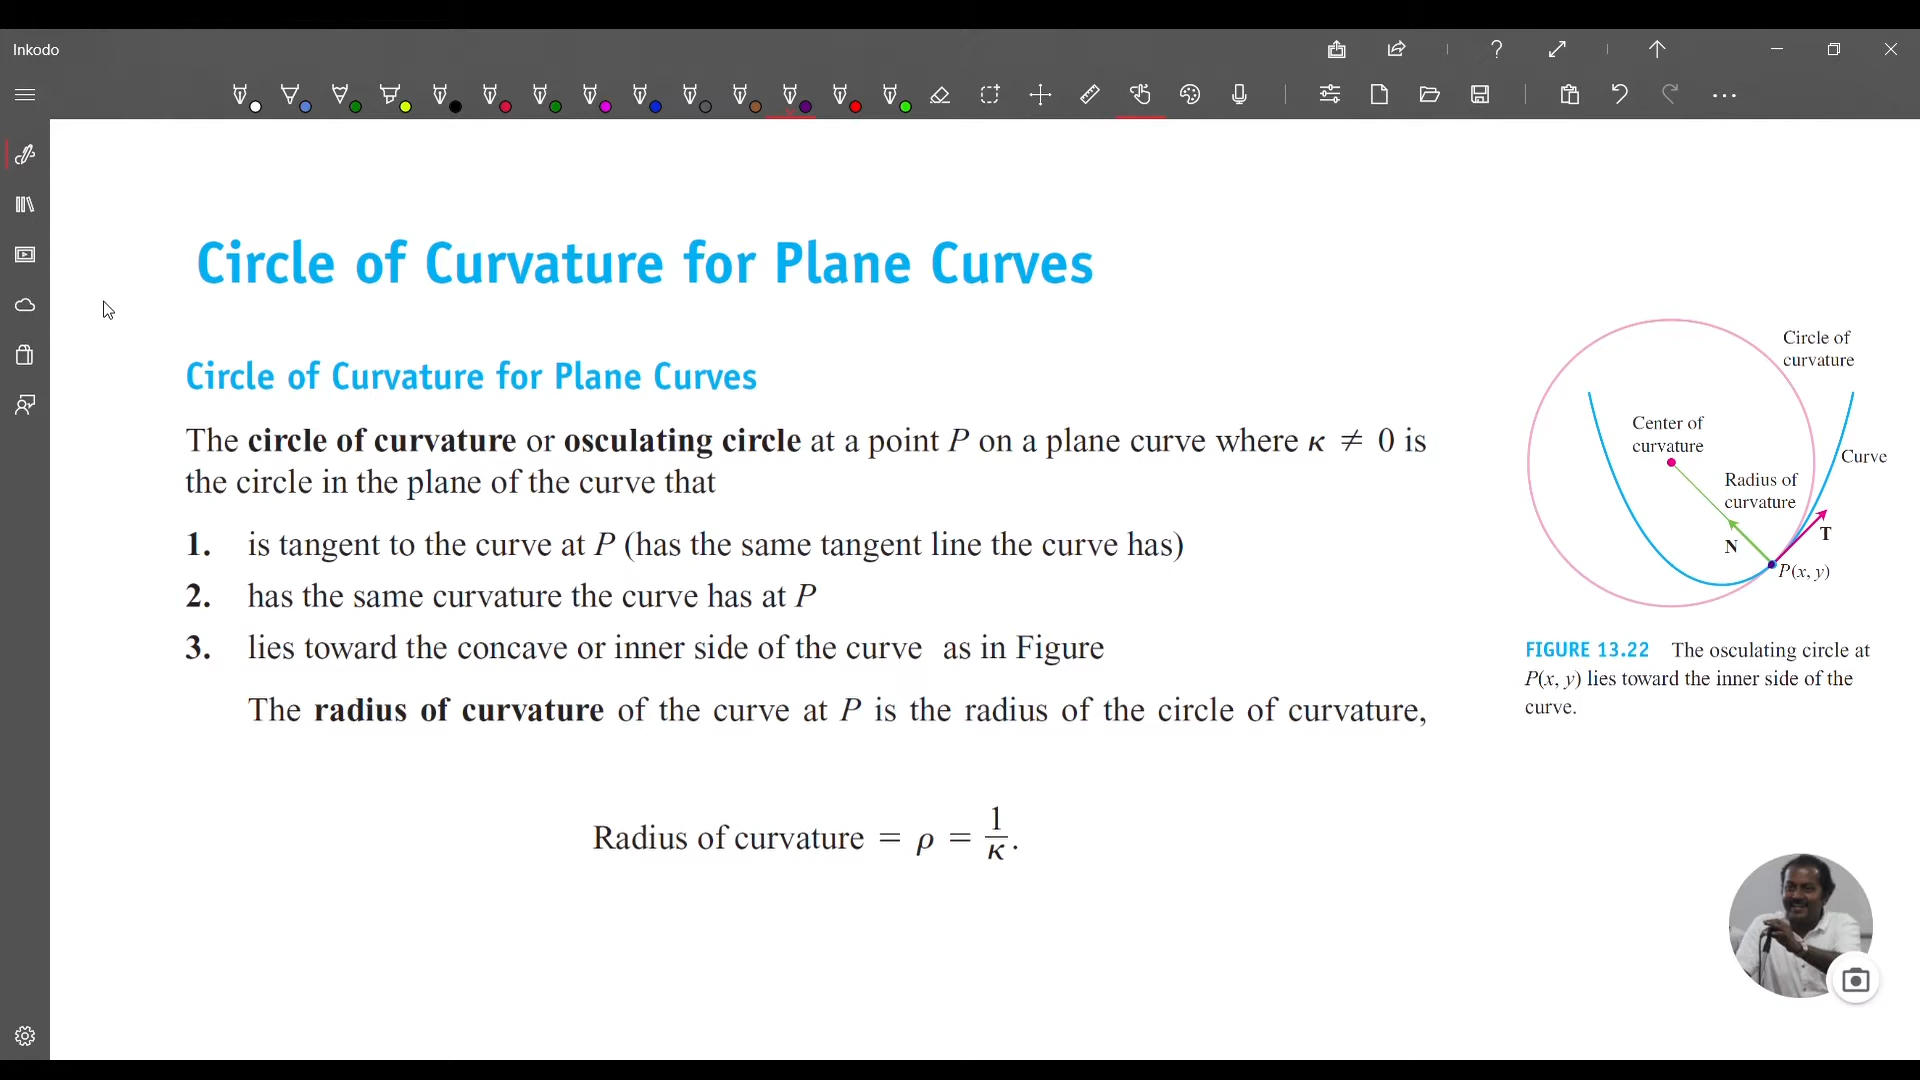 Inkodo
Circle of Curvature for Plane Curves
Circle of Curvature for Plane Curves
The circle of curvature or osculating circle at a point P on a plane curve where κ ≠ 0 is
the circle in the plane of the curve that
1. is tangent to the curve at P (has the same tangent line the curve has)
2. has the same curvature the curve has at P
3. lies toward the concave or inner side of the curve as in Figure
The radius of curvature of the curve at P is the radius of the circle of curvature,
Radius of curvature = ρ = 1/κ.
Circle of
curvature
Center of
curvature
Curve
Radius of
curvature
N
T
P(x, y)
FIGURE 13.22 The osculating circle at
P(x, y) lies toward the inner side of the
curve.